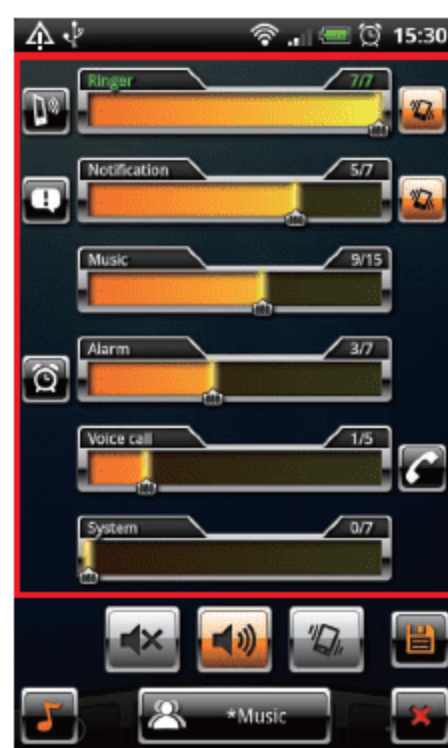 15:30
Ringer 7/7
Notification 5/7
Music 9/15
Alarm 3/7
Voice call 1/5
System 0/7
*Music